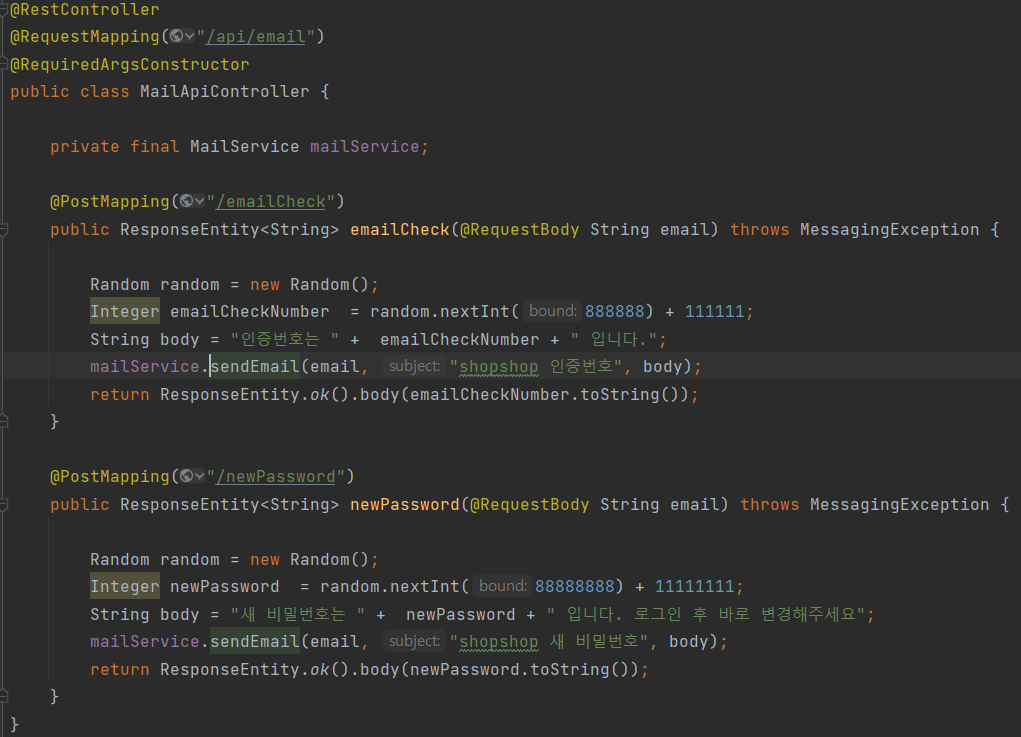 @RestController
@RequestMapping("/api/email")
@RequiredArgsConstructor
public class MailApiController {
private final MailService mailService;
@PostMapping("/emailCheck")
public ResponseEntity<String> emailCheck(@RequestBody String email) throws MessagingException {
Random random = new Random();
Integer emailCheckNumber  = random.nextInt( bound: 888888) + 111111;
String body = "인증번호는 " +  emailCheckNumber + " 입니다.";
mailService.sendEmail(email,  subject: "shopshop 인증번호", body);
return ResponseEntity.ok().body(emailCheckNumber.toString());
}
@PostMapping("/newPassword")
public ResponseEntity<String> newPassword(@RequestBody String email) throws MessagingException {
Random random = new Random();
Integer newPassword  = random.nextInt( bound: 88888888) + 11111111;
String body = "새 비밀번호는 " +  newPassword + " 입니다. 로그인 후 바로 변경해주세요";
mailService.sendEmail(email,  subject: "shopshop 새 비밀번호", body);
return ResponseEntity.ok().body(newPassword.toString());
}
}